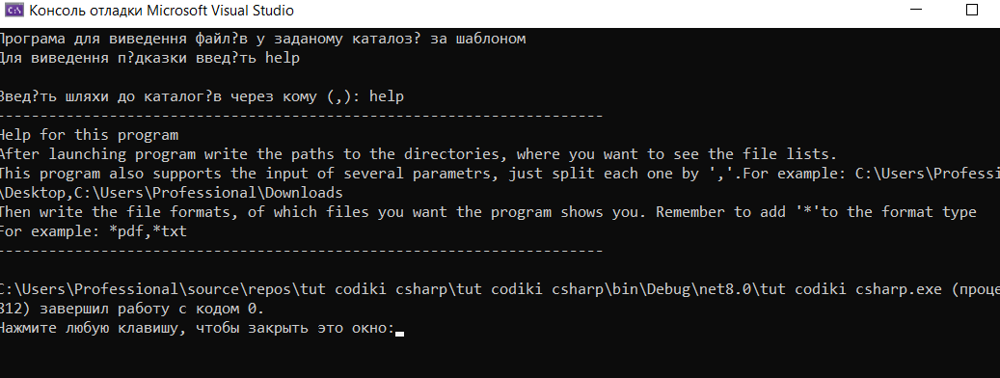 Консоль отладки Microsoft Visual Studio
Програма для виведення файл?в у заданому каталоз? за шаблоном
Для виведення п?дказки введ?ть help
Введ?ть шляхи до каталог?в через кому (,): help
-----------------------------------------------------------------------
Help for this program
After launching program write the paths to the directories, where you want to see the file lists.
This program also supports the input of several parametrs, just split each one by ','.For example: C:\Users\Professi
\Desktop,C:\Users\Professional\Downloads
Then write the file formats, of which files you want the program shows you. Remember to add '*'to the format type
For example: *pdf,*txt
-----------------------------------------------------------------------
C:\Users\Professional\source\repos\tut codiki csharp\tut codiki csharp\bin\Debug\net8.0\tut codiki csharp.exe (проце
812) завершил работу с кодом 0.
Нажмите любую клавишу, чтобы закрыть это окно: